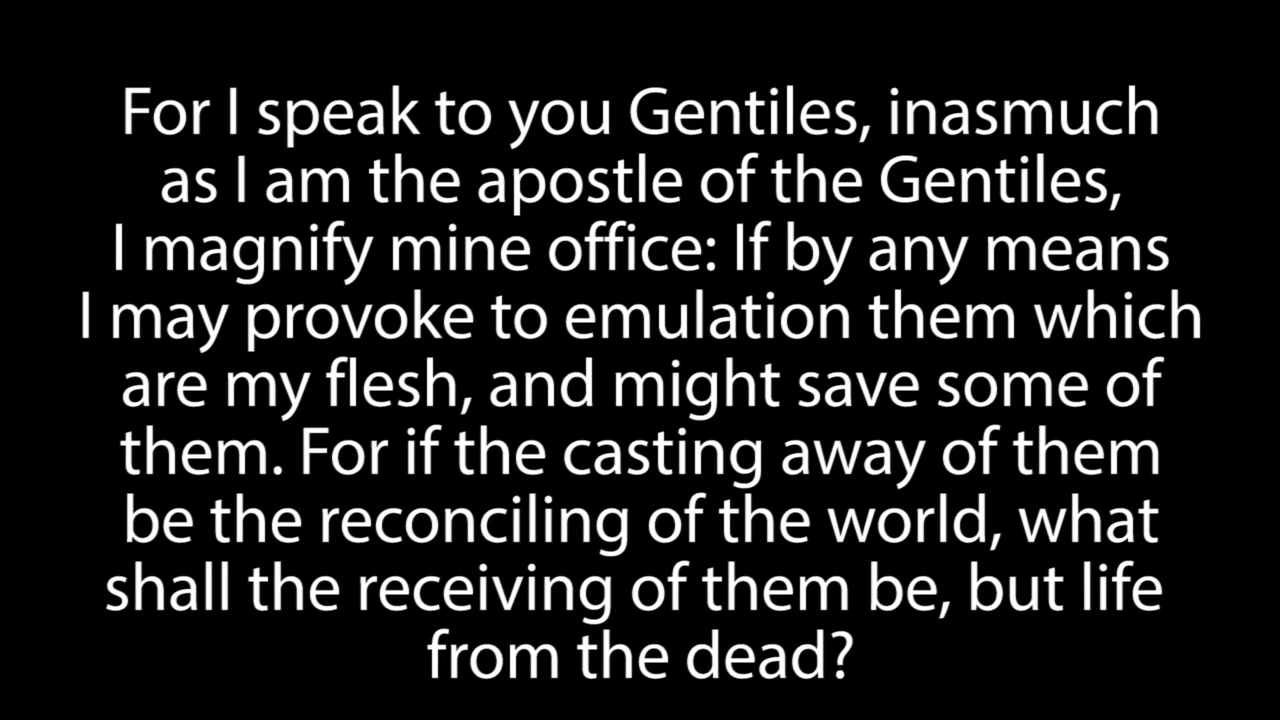 For I speak to you Gentiles, inasmuch
as I am the apostle of the Gentiles,
I magnify mine office: If by any means
I may provoke to emulation them which
are my flesh, and might save some of
them. For if the casting away of them
be the reconciling of the world, what
shall the receiving of them be, but life
from the dead?